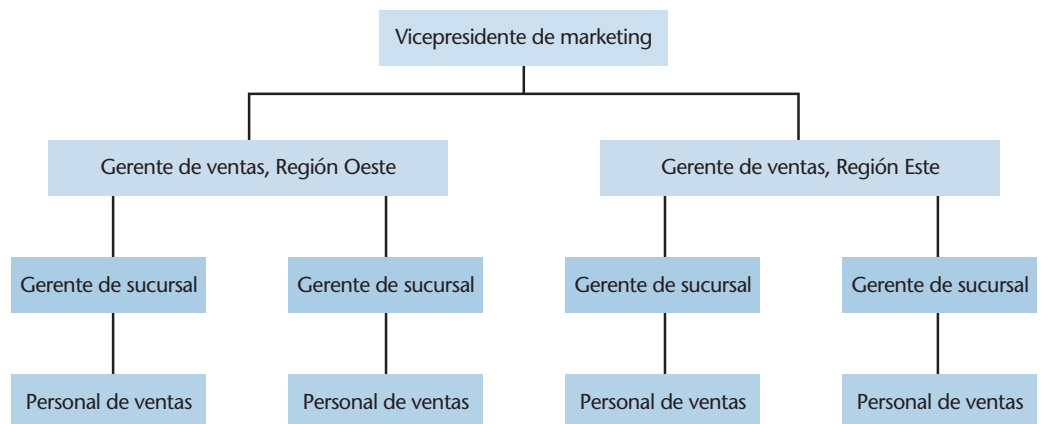 Vicepresidente de marketing
Gerente de ventas, Región Oeste
Gerente de ventas, Región Este
Gerente de sucursal
Gerente de sucursal
Gerente de sucursal
Gerente de sucursal
Personal de ventas
Personal de ventas
Personal de ventas
Personal de ventas